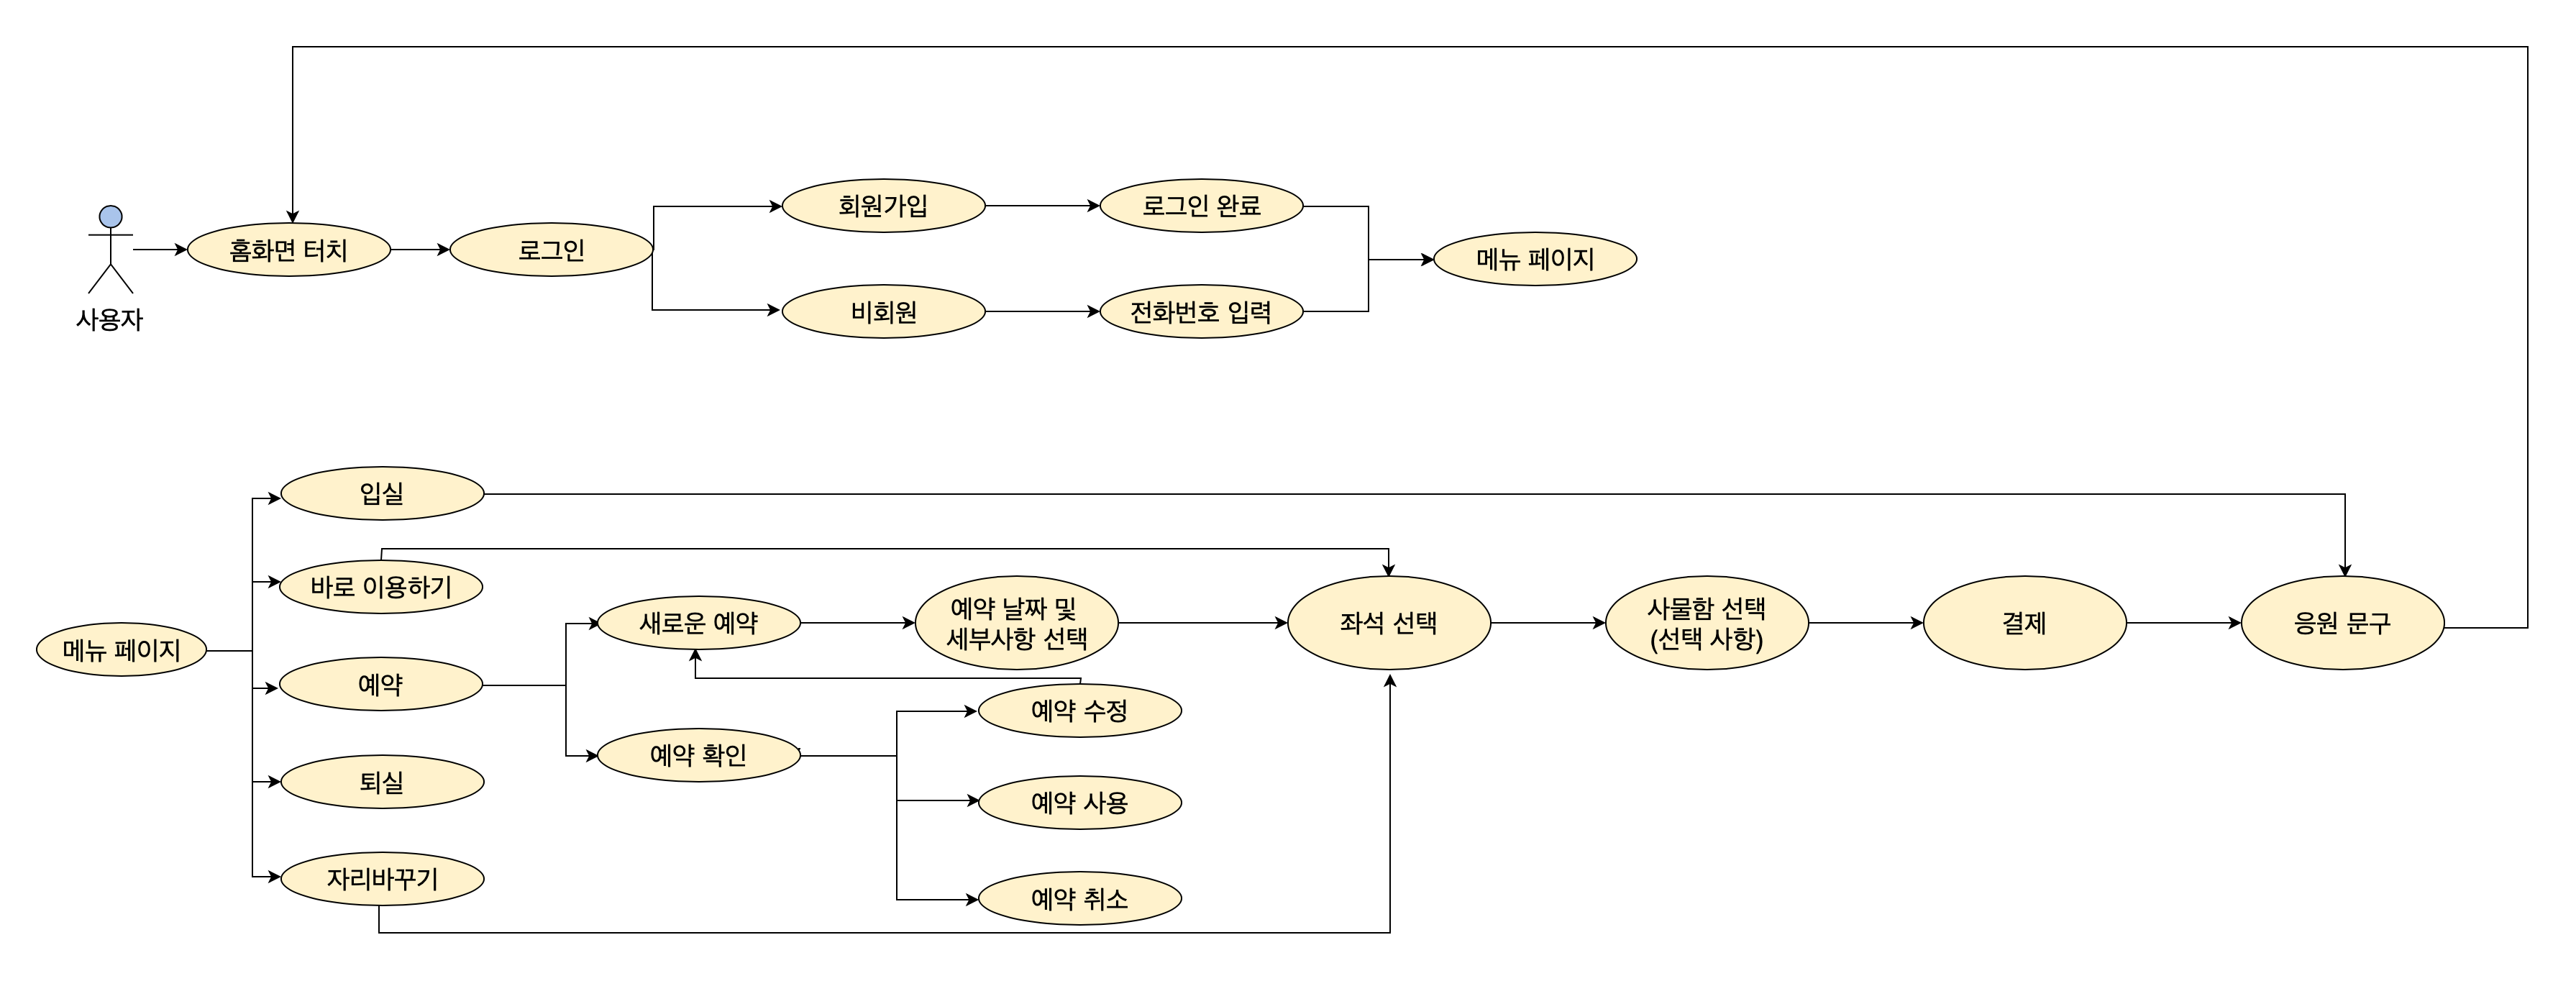 홈화면 터치
로그인
회원가입
로그인 완료
비회원
전화번호 입력
메뉴 페이지
사용자
입실
바로 이용하기
메뉴 페이지
예약
퇴실
자리바꾸기
새로운 예약
예약 확인
예약 날짜 및
세부사항 선택
예약 수정
예약 사용
예약 취소
좌석 선택
사물함 선택
(선택 사항)
결제
응원 문구